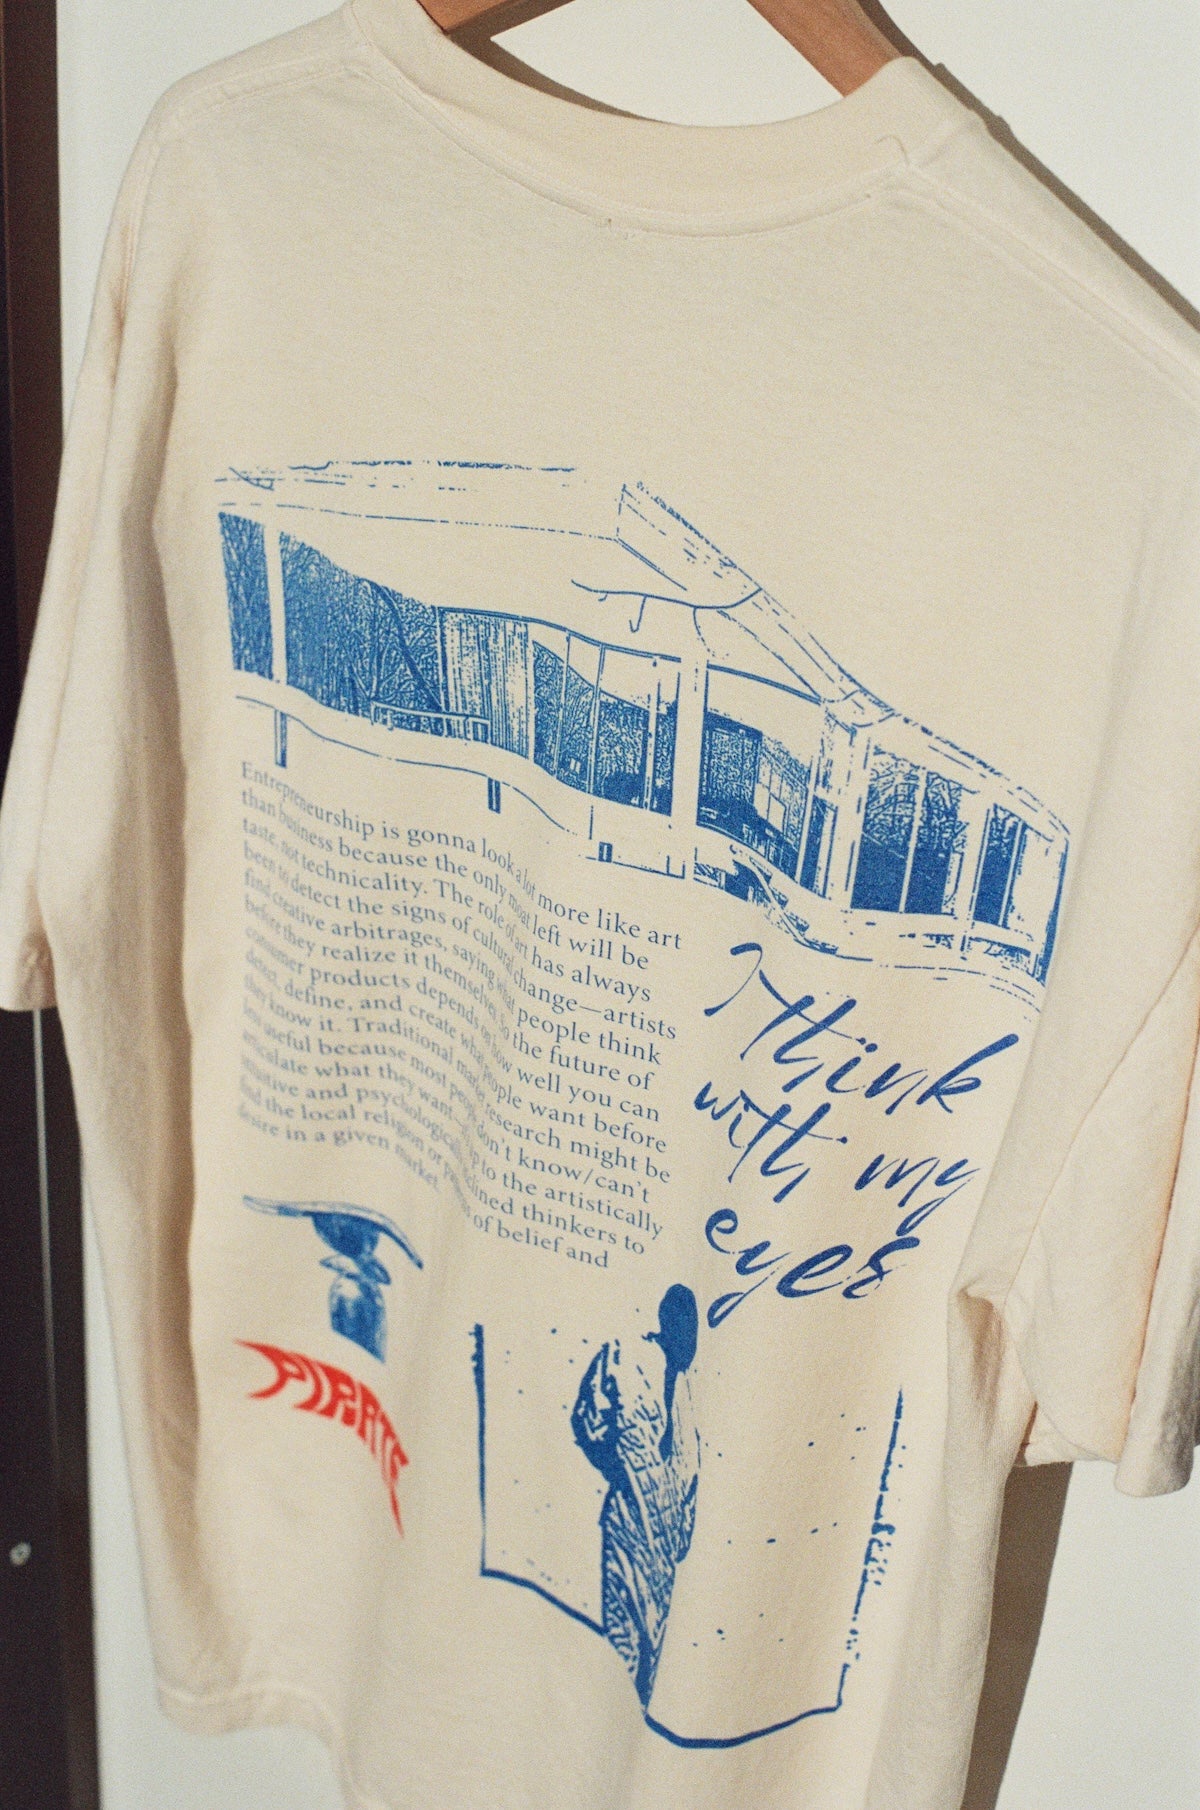 Entrepreneurship is gonna look a lot more like art
than business because the only moat left will be
taste, not technicality. The role of art has always
been to detect the signs of cultural change—artists
find creative arbitrages, saying what people think
before they realize it themselves. So the future of
consumer products depends on how well you can
detect, define, and create what people want before
they know it. Traditional market research might be
less useful because most people don't know/can't
articulate what they want—it's up to the artistically
and psychologically inclined thinkers to
find the local religion or of belief and
desire in a given market.
I think
with my
eyes
PIRATE